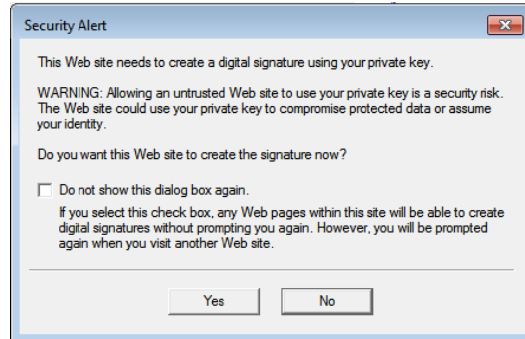 Security Alert
This Web site needs to create a digital signature using your private key.
WARNING: Allowing an untrusted Web site to use your private key is a security risk.
The Web site could use your private key to compromise protected data or assume
your identity.
Do you want this Web site to create the signature now?
Do not show this dialog box again.
If you select this check box, any Web pages within this site will be able to create
digital signatures without prompting you again. However, you will be prompted
again when you visit another Web site.
Yes No